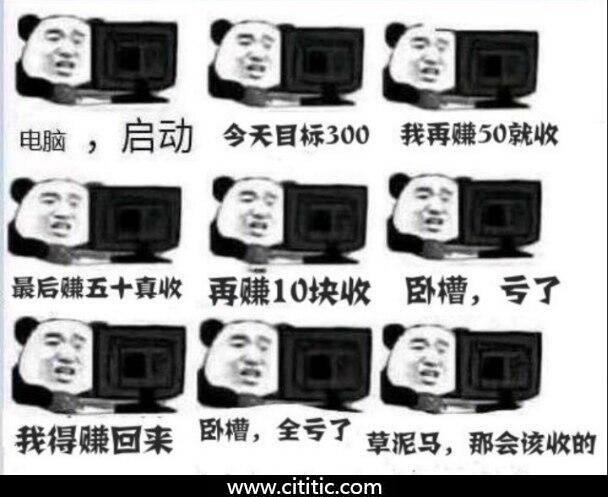 电脑，启动
今天目标300
我再赚50就收
最后赚五十真收
再赚10块收
卧槽，亏了
我得赚回来
卧槽，全亏了
草泥马，那会该收的
www.cititic.com